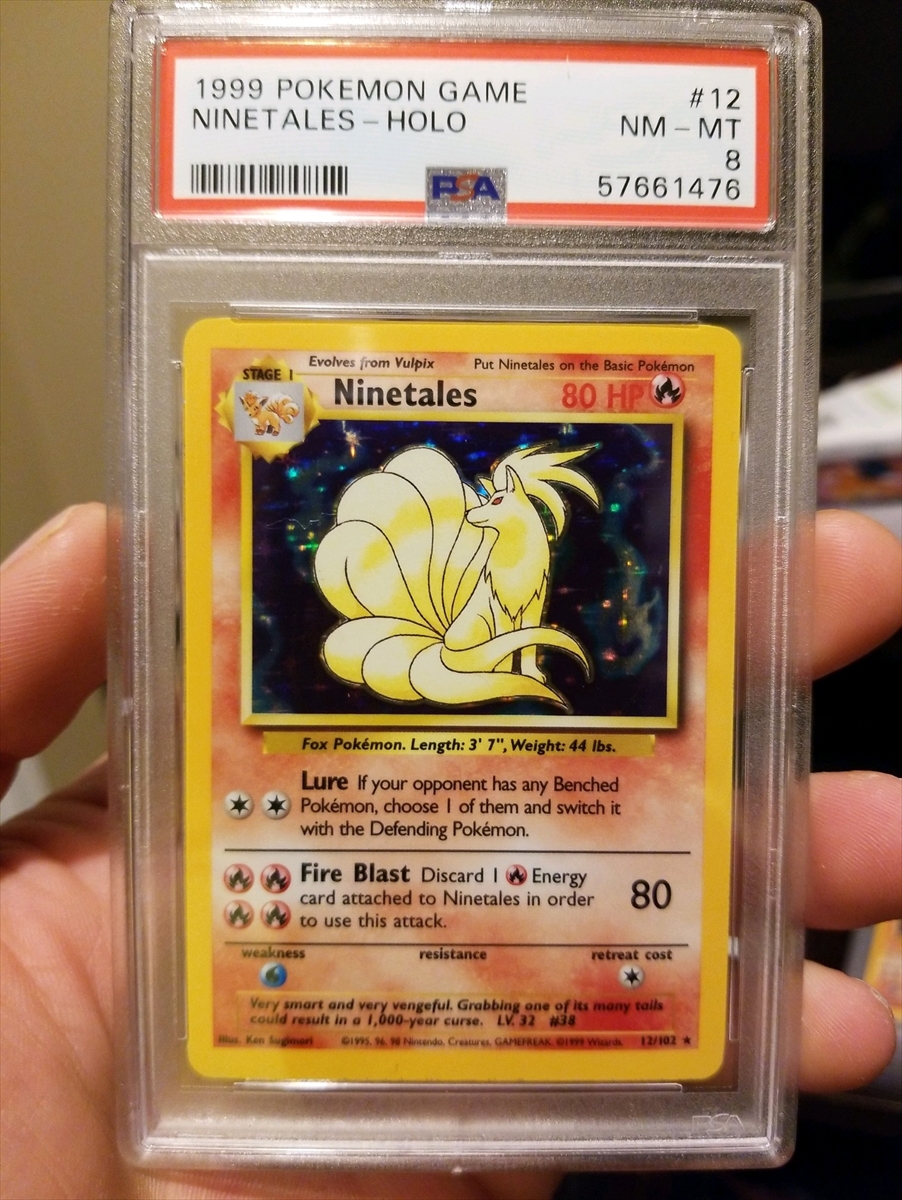 1999 POKEMON GAME #12
NINETALES - HOLO NM - MT
8
PSA 57661476
Evolves from Vulpix Put Ninetales on the Basic Pokémon
STAGE 1
Ninetales 80 HP
Fox Pokémon. Length: 3' 7", Weight: 44 lbs.
Lure If your opponent has any Benched
Pokémon, choose 1 of them and switch it
with the Defending Pokémon.
Fire Blast Discard 1 Energy
card attached to Ninetales in order 80
to use this attack.
weakness resistance retreat cost
Very smart and very vengeful. Grabbing one of its many tails
could result in a 1,000-year curse. LV. 32 #38
Illus. Ken Sugimori ©1995, 96, 98 Nintendo, Creatures, GAMEFREAK. ©1999 Wizards. 12/102 ★
PSA